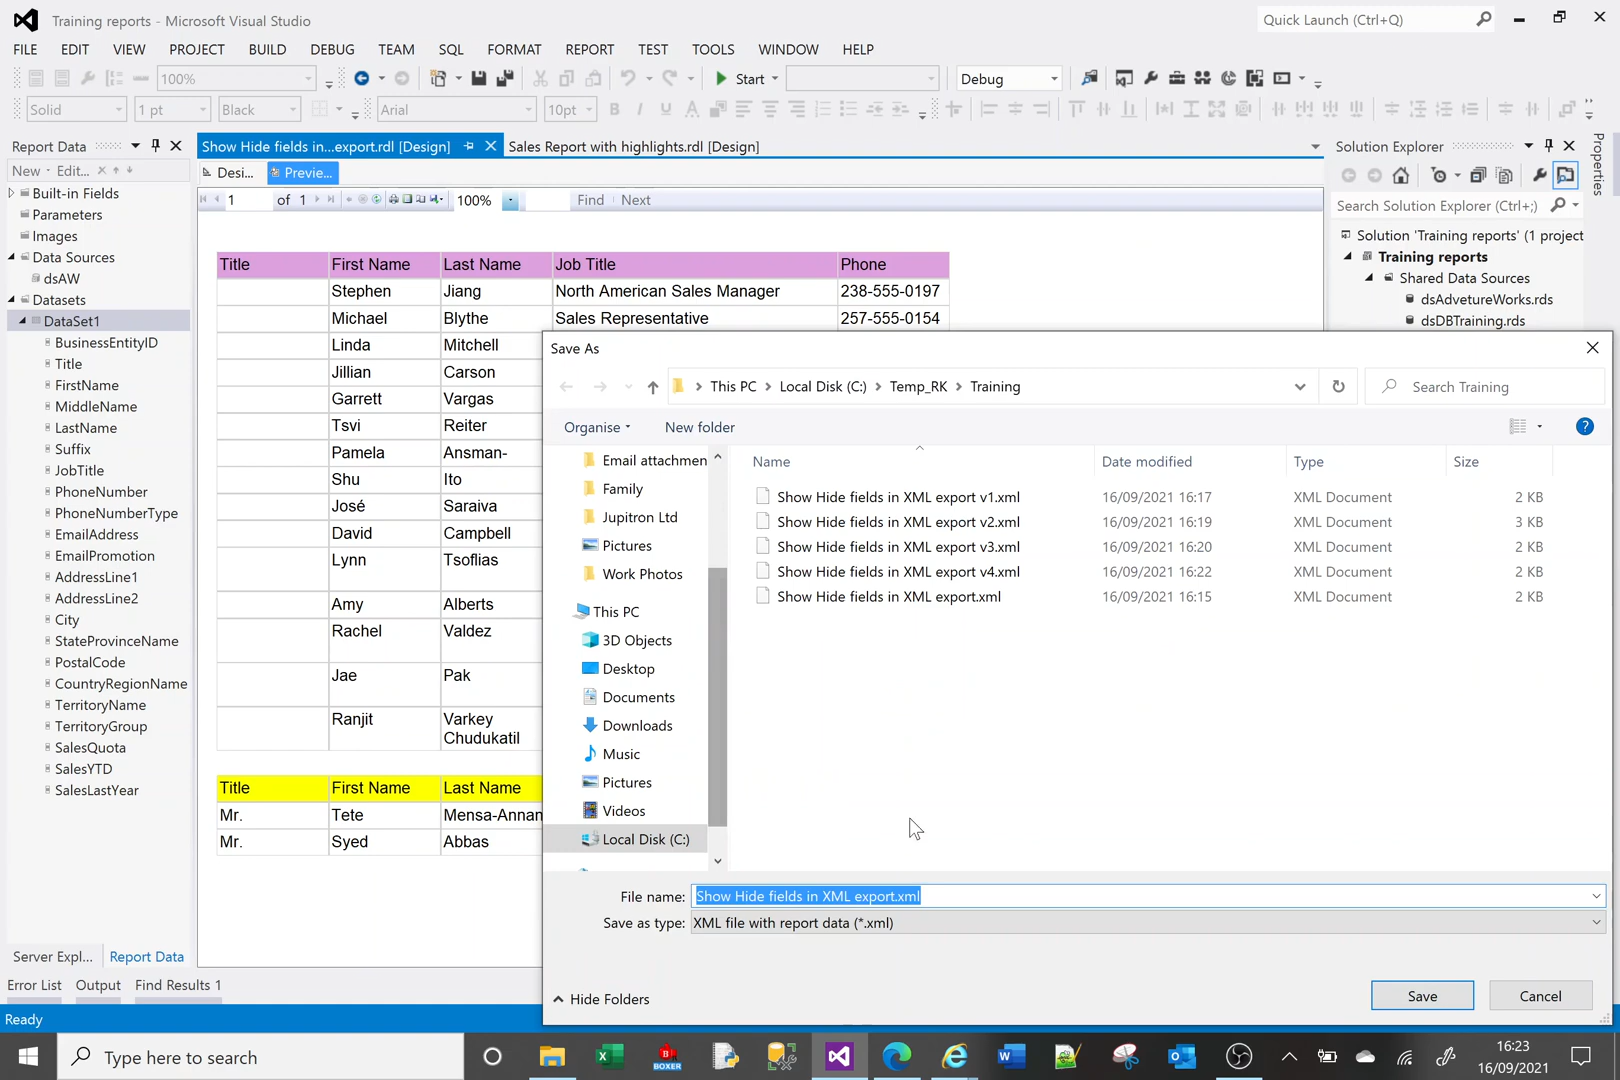 Training reports - Microsoft Visual Studio
Quick Launch (Ctrl+Q)
FILE EDIT VIEW PROJECT BUILD DEBUG TEAM SQL FORMAT REPORT TEST TOOLS WINDOW HELP
100% Start Debug
Solid 1 pt Black Arial 10pt B I U A
Report Data
New Edit...
Built-in Fields
Parameters
Images
Data Sources
dsAW
Datasets
DataSet1
BusinessEntityID
Title
FirstName
MiddleName
LastName
Suffix
JobTitle
PhoneNumber
PhoneNumberType
EmailAddress
EmailPromotion
AddressLine1
AddressLine2
City
StateProvinceName
PostalCode
CountryRegionName
TerritoryName
TerritoryGroup
SalesQuota
SalesYTD
SalesLastYear
Server Expl... Report Data
Show Hide fields in...export.rdl [Design] Sales Report with highlights.rdl [Design]
Desi... Previe...
1 of 1 100% Find Next
Title First Name Last Name Job Title Phone
Stephen Jiang North American Sales Manager 238-555-0197
Michael Blythe Sales Representative 257-555-0154
Linda Mitchell
Jillian Carson
Garrett Vargas
Tsvi Reiter
Pamela Ansman-
Shu Ito
José Saraiva
David Campbell
Lynn Tsoflias
Amy Alberts
Rachel Valdez
Jae Pak
Ranjit Varkey
Chudukatil
Title First Name Last Name
Mr. Tete Mensa-Annan
Mr. Syed Abbas
Solution Explorer
Search Solution Explorer (Ctrl+;)
Solution 'Training reports' (1 project
Training reports
Shared Data Sources
dsAdvetureWorks.rds
dsDBTraining.rds
Properties
Save As
This PC Local Disk (C:) Temp_RK Training
Search Training
Organise New folder
Email attachmen
Family
Jupitron Ltd
Pictures
Work Photos
This PC
3D Objects
Desktop
Documents
Downloads
Music
Pictures
Videos
Local Disk (C:)
Name Date modified Type Size
Show Hide fields in XML export v1.xml 16/09/2021 16:17 XML Document 2 KB
Show Hide fields in XML export v2.xml 16/09/2021 16:19 XML Document 3 KB
Show Hide fields in XML export v3.xml 16/09/2021 16:20 XML Document 2 KB
Show Hide fields in XML export v4.xml 16/09/2021 16:22 XML Document 2 KB
Show Hide fields in XML export.xml 16/09/2021 16:15 XML Document 2 KB
File name: Show Hide fields in XML export.xml
Save as type: XML file with report data (*.xml)
Hide Folders Save Cancel
Error List Output Find Results 1
Ready
Type here to search
BOXER
16:23
16/09/2021